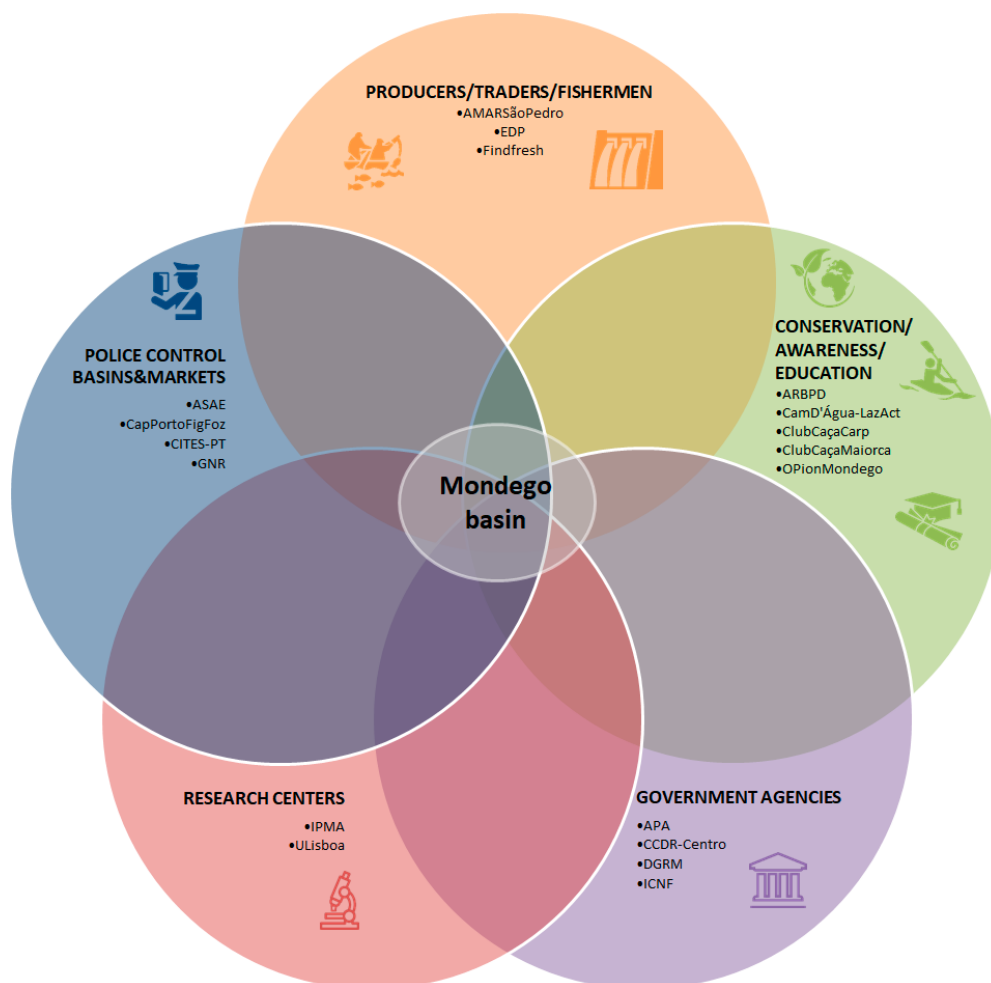 PRODUCERS/TRADERS/FISHERMEN
•AMARSãoPedro
•EDP
•Findfresh
POLICE CONTROL
BASINS&MARKETS
•ASAE
•CapPortoFigFoz
•CITES-PT
•GNR
CONSERVATION/
AWARENESS/
EDUCATION
•ARBPD
•CamD'Água-LazAct
•ClubCaçaCarp
•ClubCaçaMaiorca
•OPionMondego
Mondego
basin
RESEARCH CENTERS
•IPMA
•ULisboa
GOVERNMENT AGENCIES
•APA
•CCDR-Centro
•DGRM
•ICNF